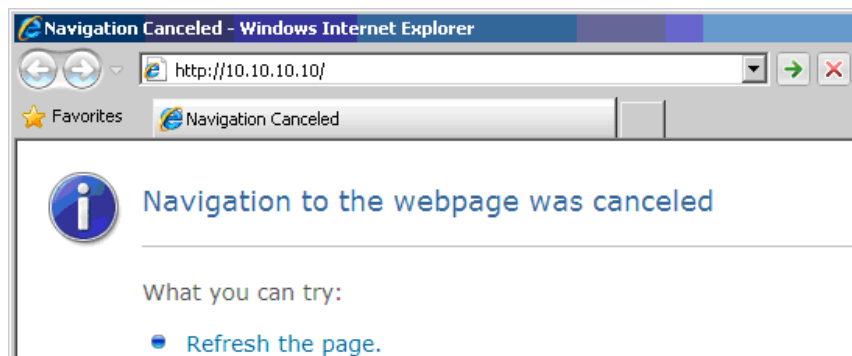 Navigation Canceled - Windows Internet Explorer
http://10.10.10.10/
Favorites
Navigation Canceled
Navigation to the webpage was canceled
What you can try:
Refresh the page.